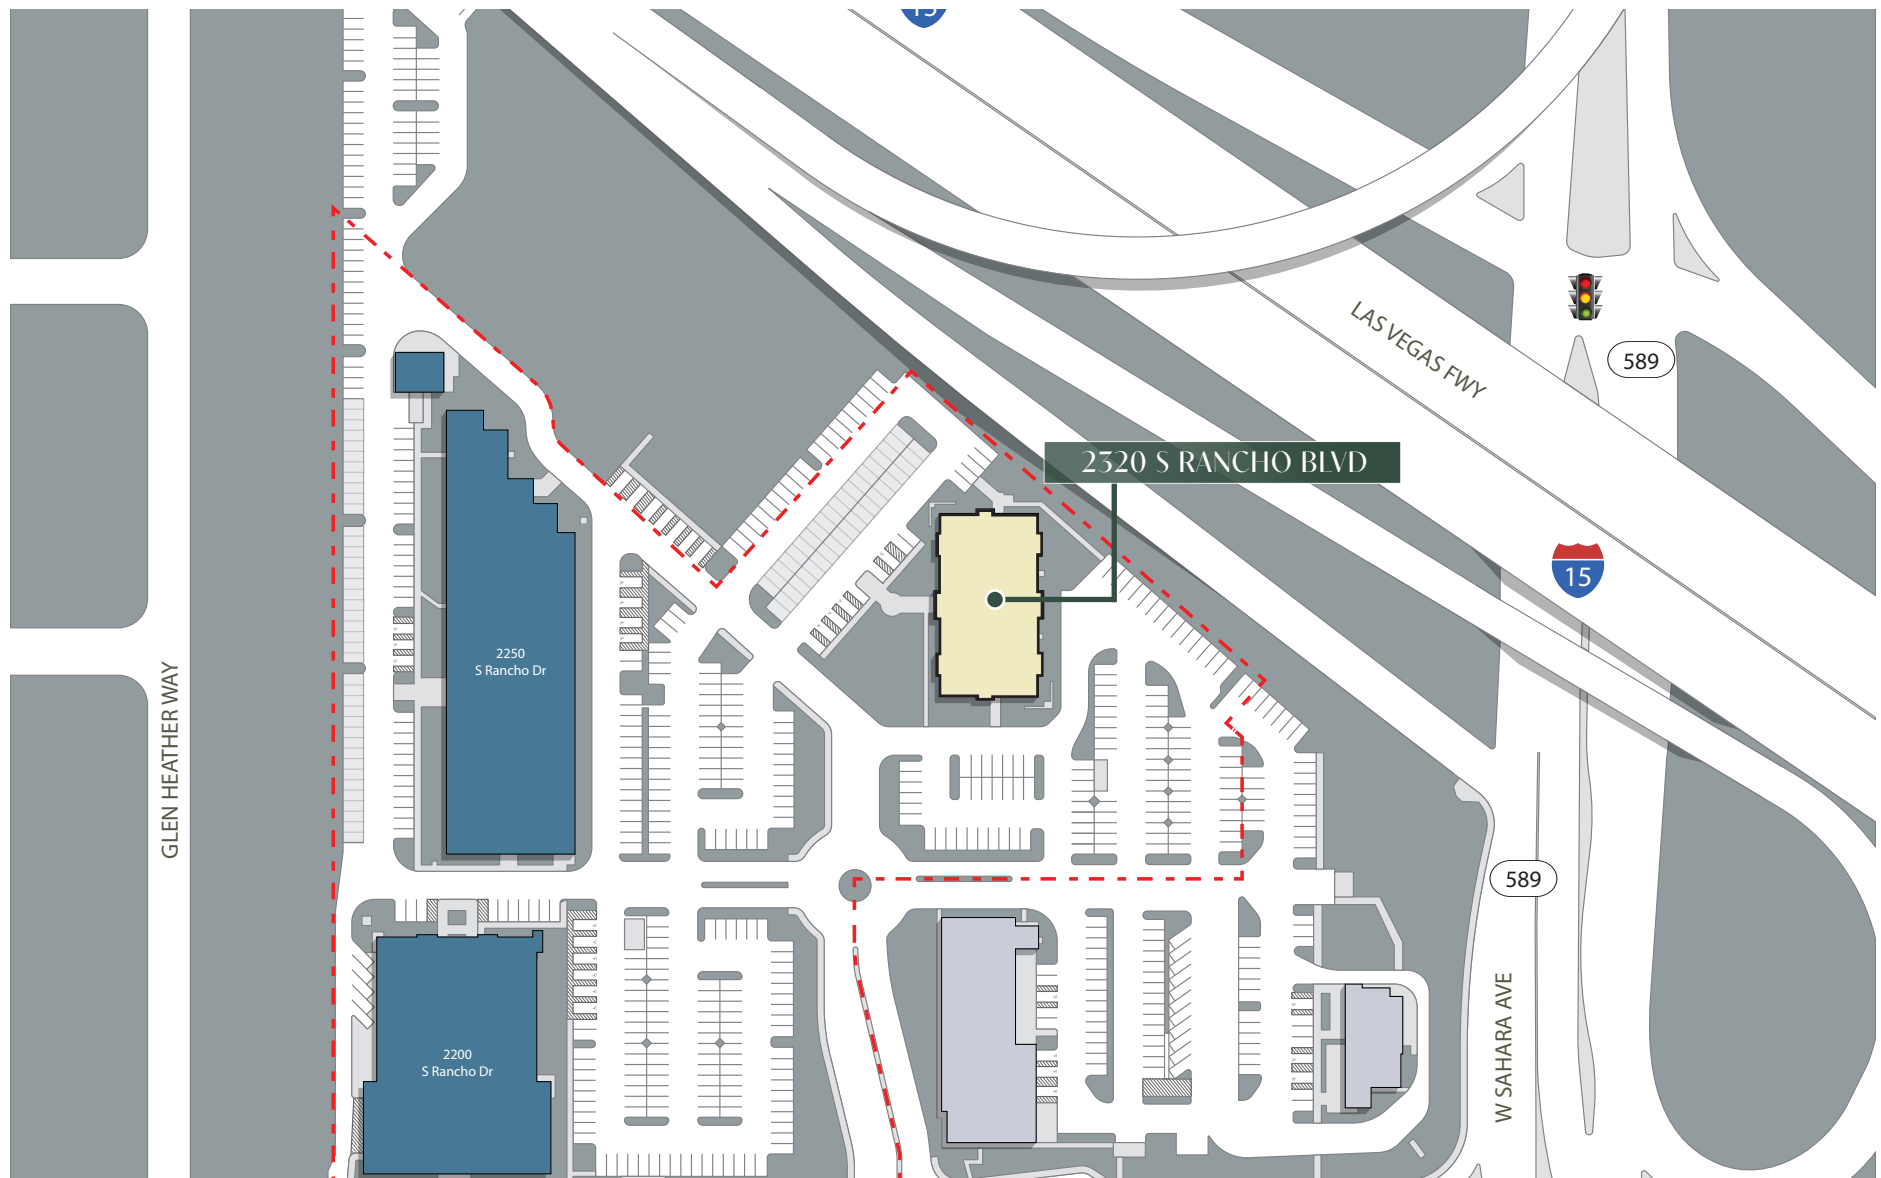 15
LAS VEGAS FWY
589
2320 S RANCHO BLVD
15
2250
S Rancho Dr
GLEN HEATHER WAY
589
W SAHARA AVE
2200
S Rancho Dr